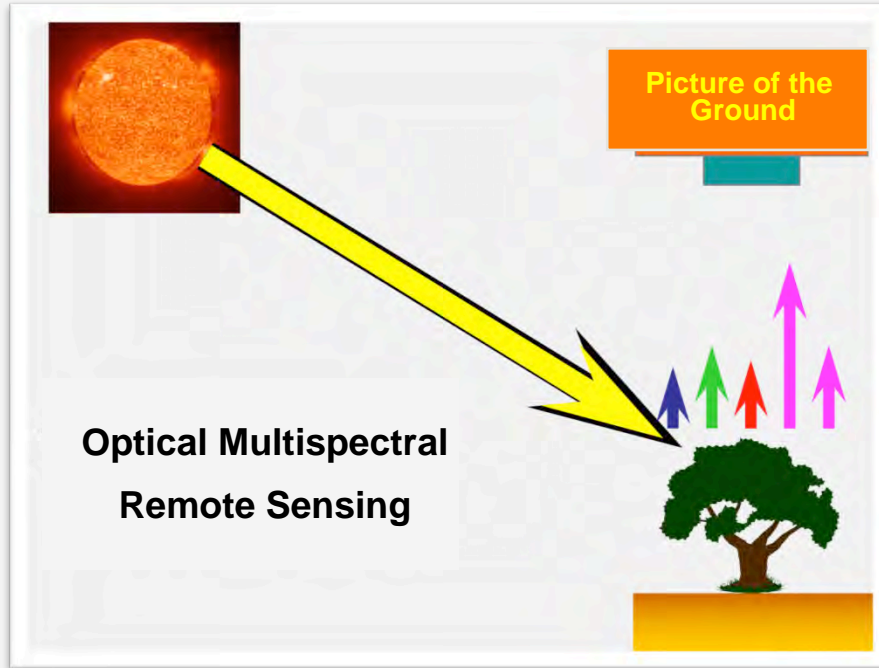 Picture of the
Ground
Optical Multispectral
Remote Sensing